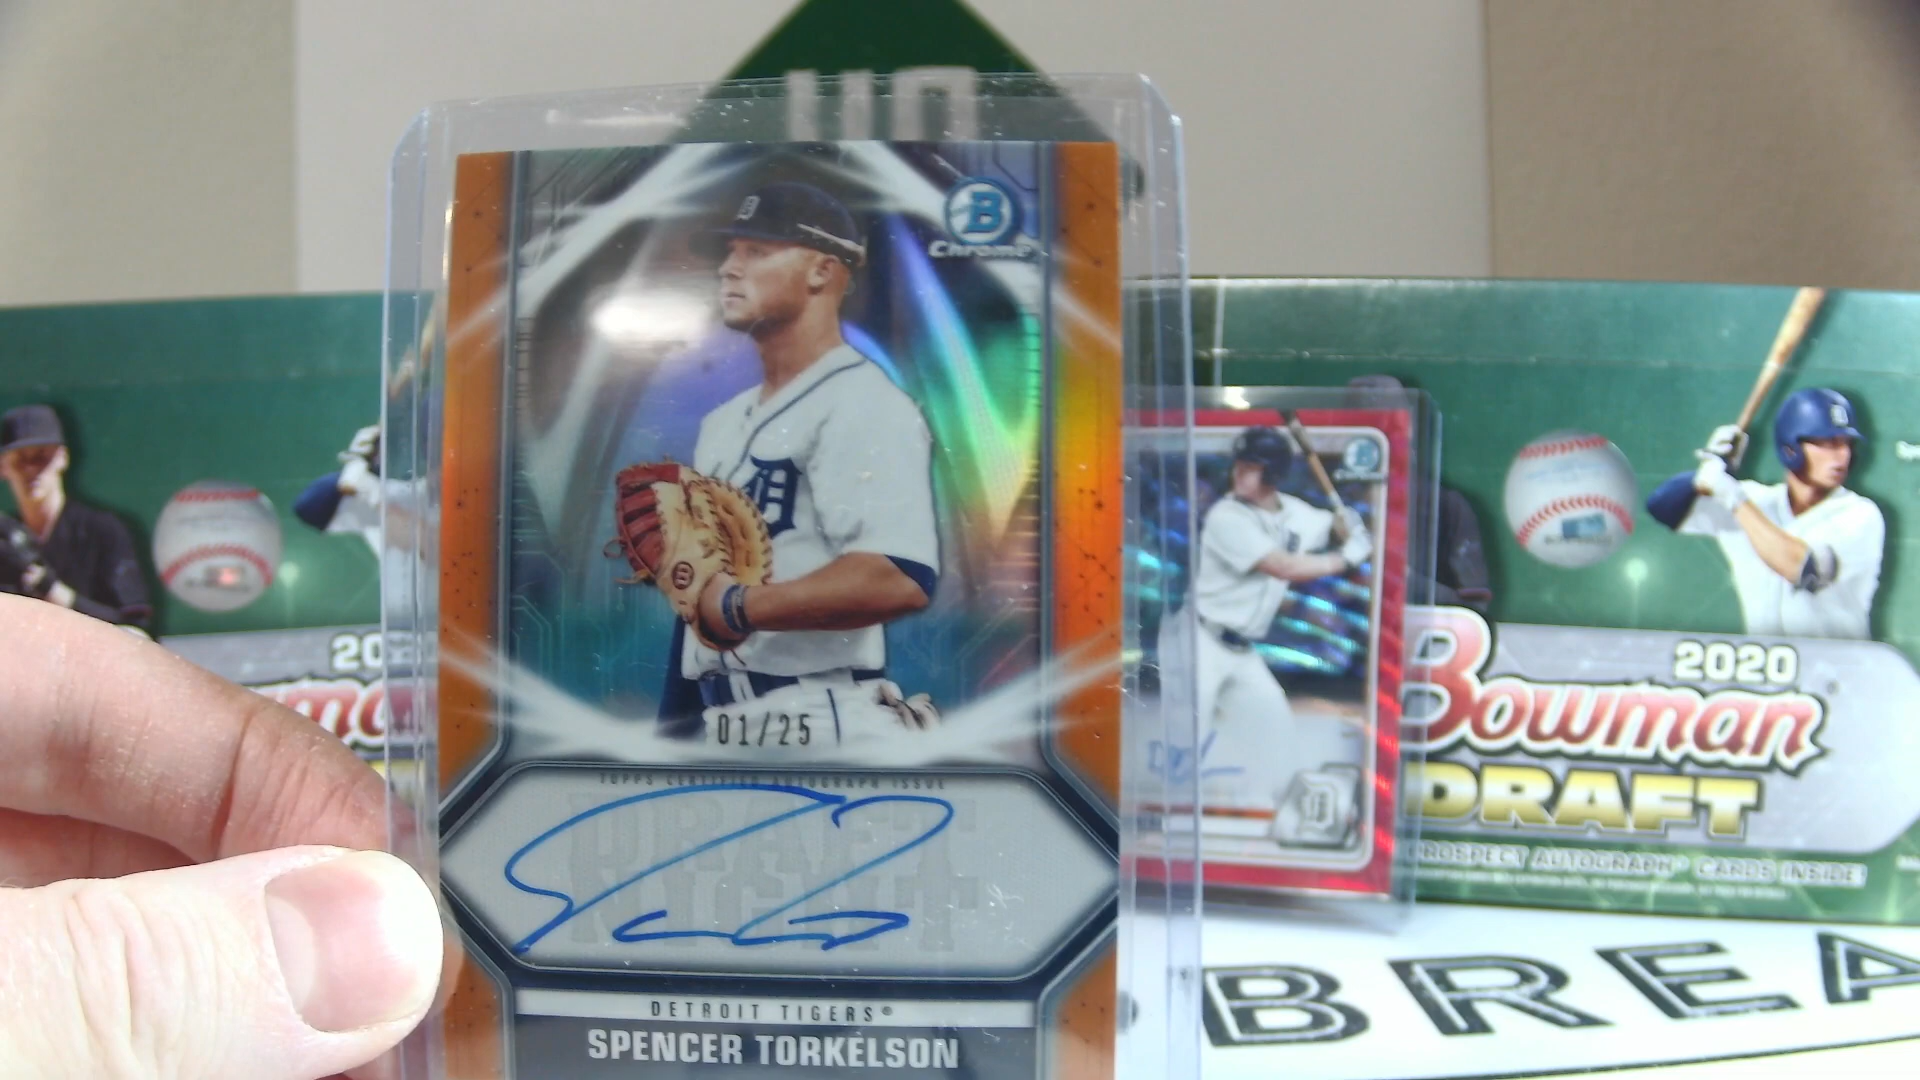 B
Chrome
01/25
TOPPS CERTIFIED AUTOGRAPH ISSUE
DRAFT
NIGHT
DETROIT TIGERS®
SPENCER TORKELSON
D
2020
Bowman®
DRAFT
PROSPECT AUTOGRAPH CARDS INSIDE
BREA
20